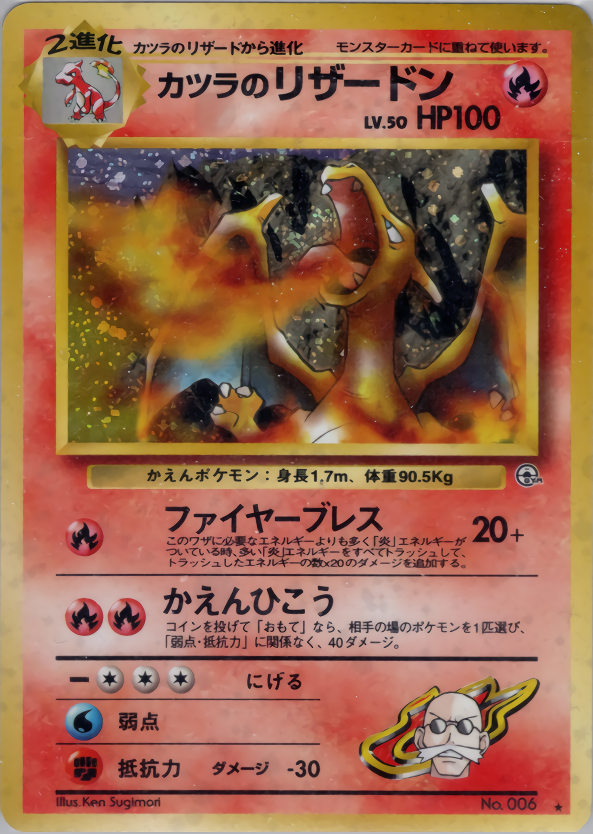 2進化 カツラのリザードから進化 モンスターカードに重ねて使います。
カツラのリザードン
LV.50 HP100
かえんポケモン：身長1.7m、体重90.5Kg
GYM
ファイヤーブレス 20+
このワザに必要なエネルギーよりも多く「炎」エネルギーが
ついている時、多い「炎」エネルギーをすべてトラッシュして、
トラッシュしたエネルギーの数×20のダメージを追加する。
かえんひこう
コインを投げて「おもて」なら、相手の場のポケモンを1匹選び、
「弱点・抵抗力」に関係なく、40ダメージ。
ー にげる
弱点
抵抗力 ダメージ -30
Illus. Ken Sugimori No. 006 ★